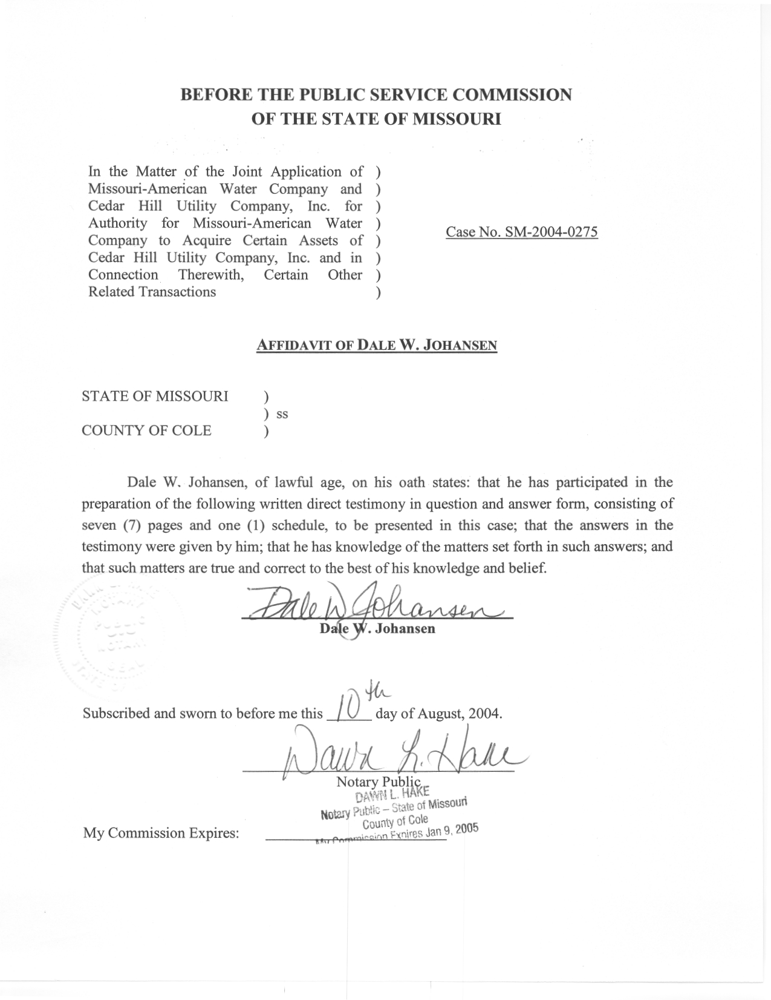 BEFORE THE PUBLIC SERVICE COMMISSION
OF THE STATE OF MISSOURI
In the Matter of the Joint Application of )
Missouri-American Water Company and )
Cedar Hill Utility Company, Inc. for )
Authority for Missouri-American Water )
Company to Acquire Certain Assets of )
Cedar Hill Utility Company, Inc. and in )
Connection Therewith, Certain Other )
Related Transactions )
Case No. SM-2004-0275
AFFIDAVIT OF DALE W. JOHANSEN
STATE OF MISSOURI )
) ss
COUNTY OF COLE )
Dale W. Johansen, of lawful age, on his oath states: that he has participated in the
preparation of the following written direct testimony in question and answer form, consisting of
seven (7) pages and one (1) schedule, to be presented in this case; that the answers in the
testimony were given by him; that he has knowledge of the matters set forth in such answers; and
that such matters are true and correct to the best of his knowledge and belief.
Dale W Johansen
Dale W. Johansen
Subscribed and sworn to before me this 10th day of August, 2004.
Dawn L. Hake
Notary Public
DAWN L. HAKE
Notary Public – State of Missouri
County of Cole
My Commission Expires Jan 9, 2005
My Commission Expires: